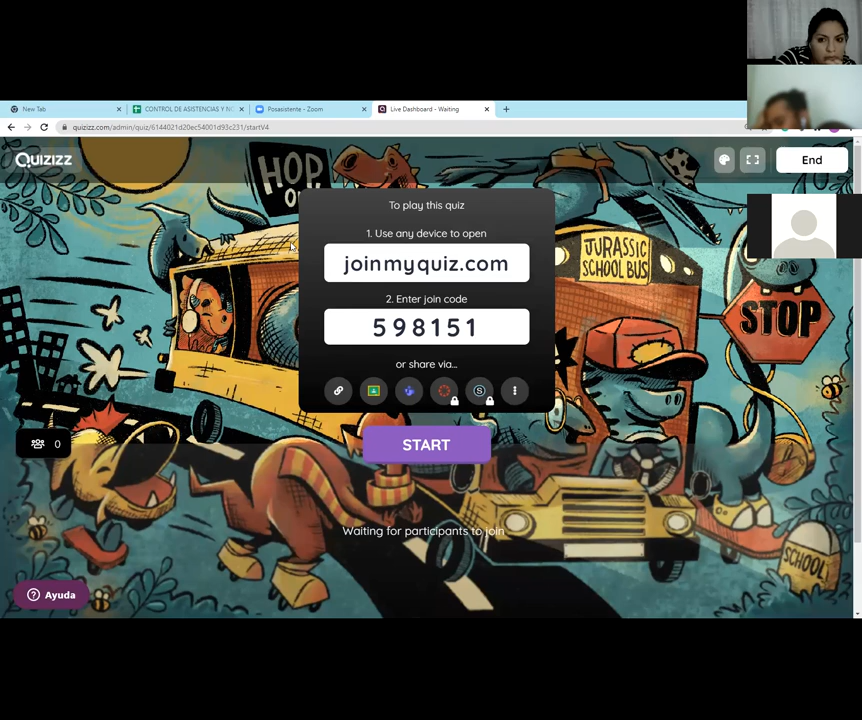 New Tab
CONTROL DE ASISTENCIAS Y NO
Posasistente - Zoom
Live Dashboard - Waiting
quizizz.com/admin/quiz/6144021d20ec54001d93c231/startV4
QUIZIZZ
HOP
End
To play this quiz
1. Use any device to open
joinmyquiz.com
2. Enter join code
598151
or share via...
JURASSIC
SCHOOL BUS
STOP
0
START
Waiting for participants to join
SCHOOL
Ayuda